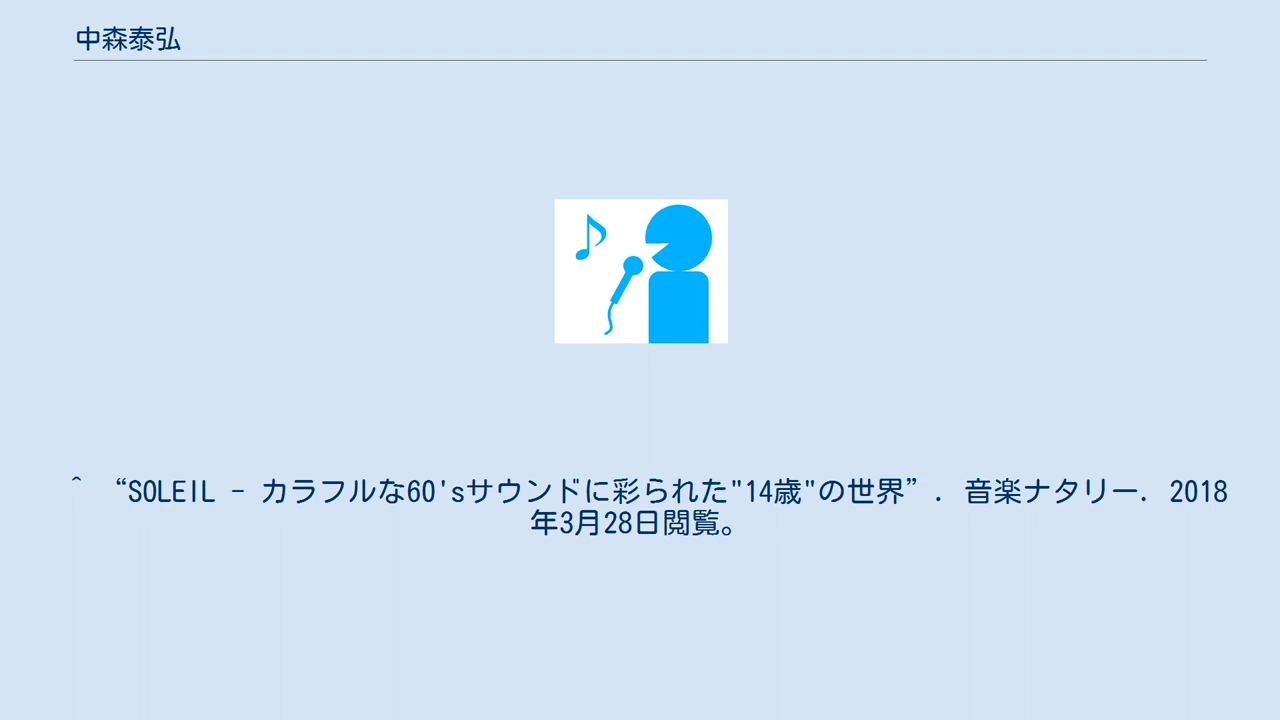 中森泰弘
^ “SOLEIL - カラフルな60'sサウンドに彩られた"14歳"の世界”. 音楽ナタリー. 2018
年3月28日閲覧。